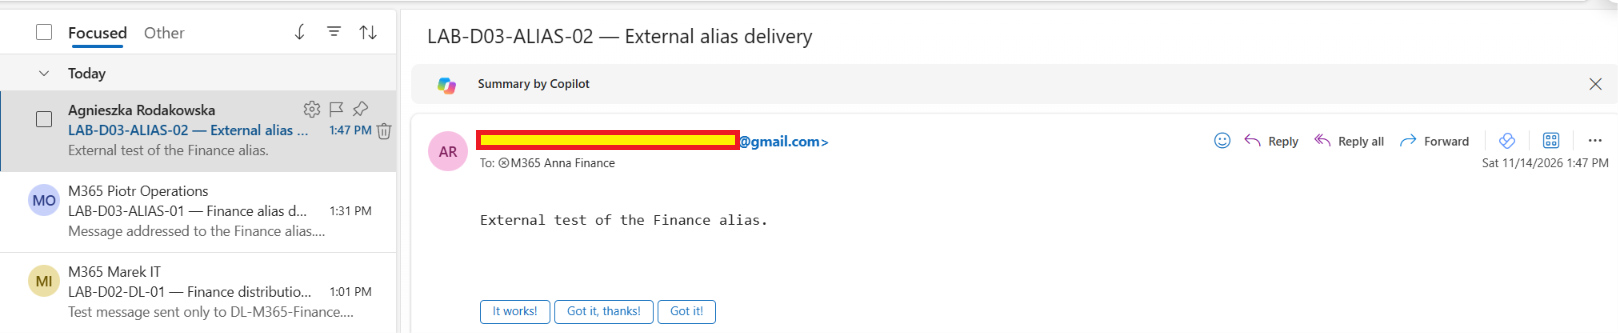 Focused Other
Today
Agnieszka Rodakowska
LAB-D03-ALIAS-02 — External alias ... 1:47 PM
External test of the Finance alias.
MO
M365 Piotr Operations
LAB-D03-ALIAS-01 — Finance alias d... 1:31 PM
Message addressed to the Finance alias....
MI
M365 Marek IT
LAB-D02-DL-01 — Finance distributio... 1:01 PM
Test message sent only to DL-M365-Finance....
LAB-D03-ALIAS-02 — External alias delivery
Summary by Copilot
AR
@gmail.com>
Reply Reply all Forward
To: M365 Anna Finance
Sat 11/14/2026 1:47 PM
External test of the Finance alias.
It works! Got it, thanks! Got it!